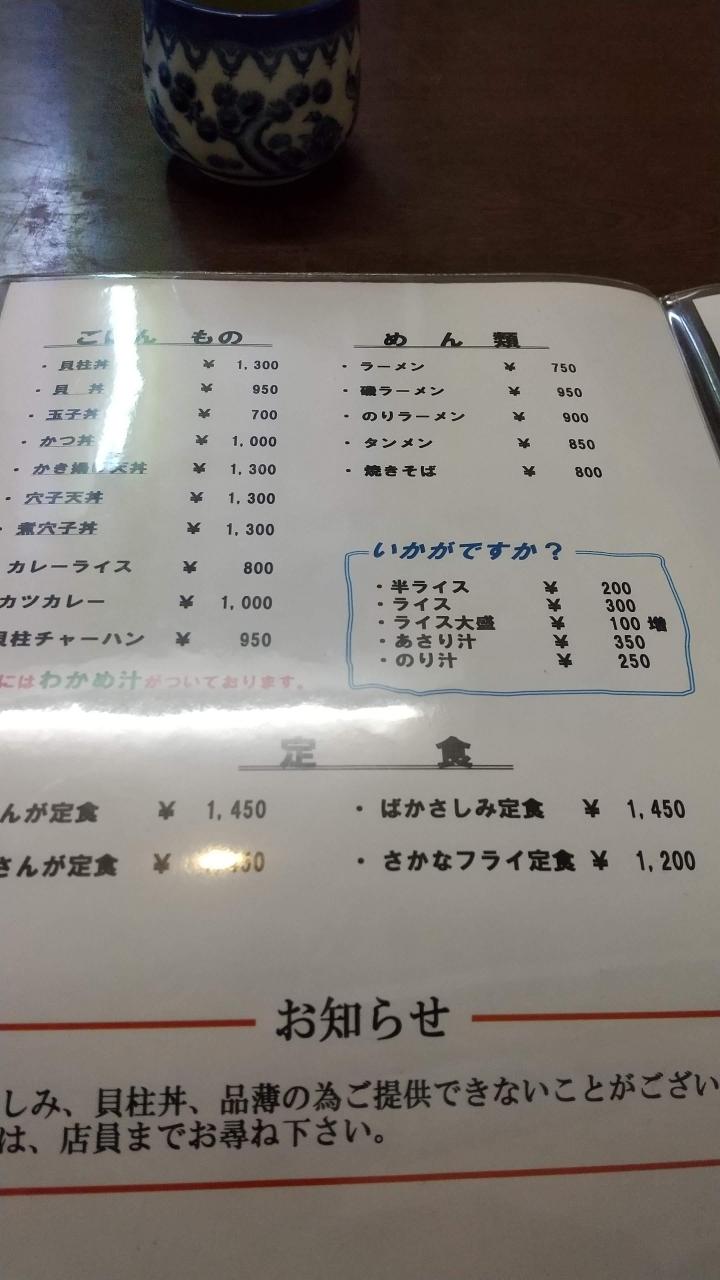 ごはん もの
・貝柱丼 ¥ 1,300
・貝 丼 ¥ 950
・玉子丼 ¥ 700
・かつ丼 ¥ 1,000
・かき揚げ天丼 ¥ 1,300
・穴子天丼 ¥ 1,300
・煮穴子丼 ¥ 1,300
カレーライス ¥ 800
カツカレー ¥ 1,000
貝柱チャーハン ¥ 950
にはわかめ汁がついております。
め ん 類
・ラーメン ¥ 750
・磯ラーメン ¥ 950
・のりラーメン ¥ 900
・タンメン ¥ 850
・焼きそば ¥ 800
いかがですか？
・半ライス ¥ 200
・ライス ¥ 300
・ライス大盛 ¥ 100 増
・あさり汁 ¥ 350
・のり汁 ¥ 250
定 食
んが定食 ¥ 1,450
・ばかさしみ定食 ¥ 1,450
さんが定食 ¥
・さかなフライ定食 ¥ 1,200
お知らせ
しみ、貝柱丼、品薄の為ご提供できないことがござい
は、店員までお尋ね下さい。